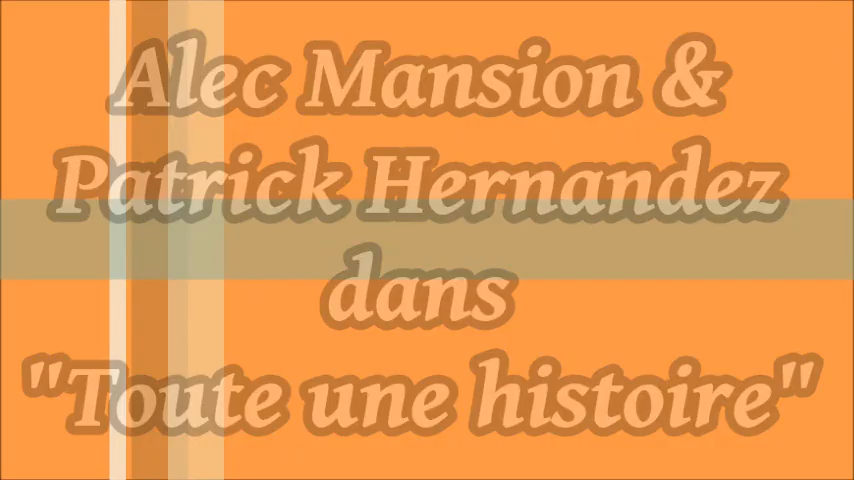 Alec Mansion &
Patrick Hernandez
dans
"Toute une histoire"